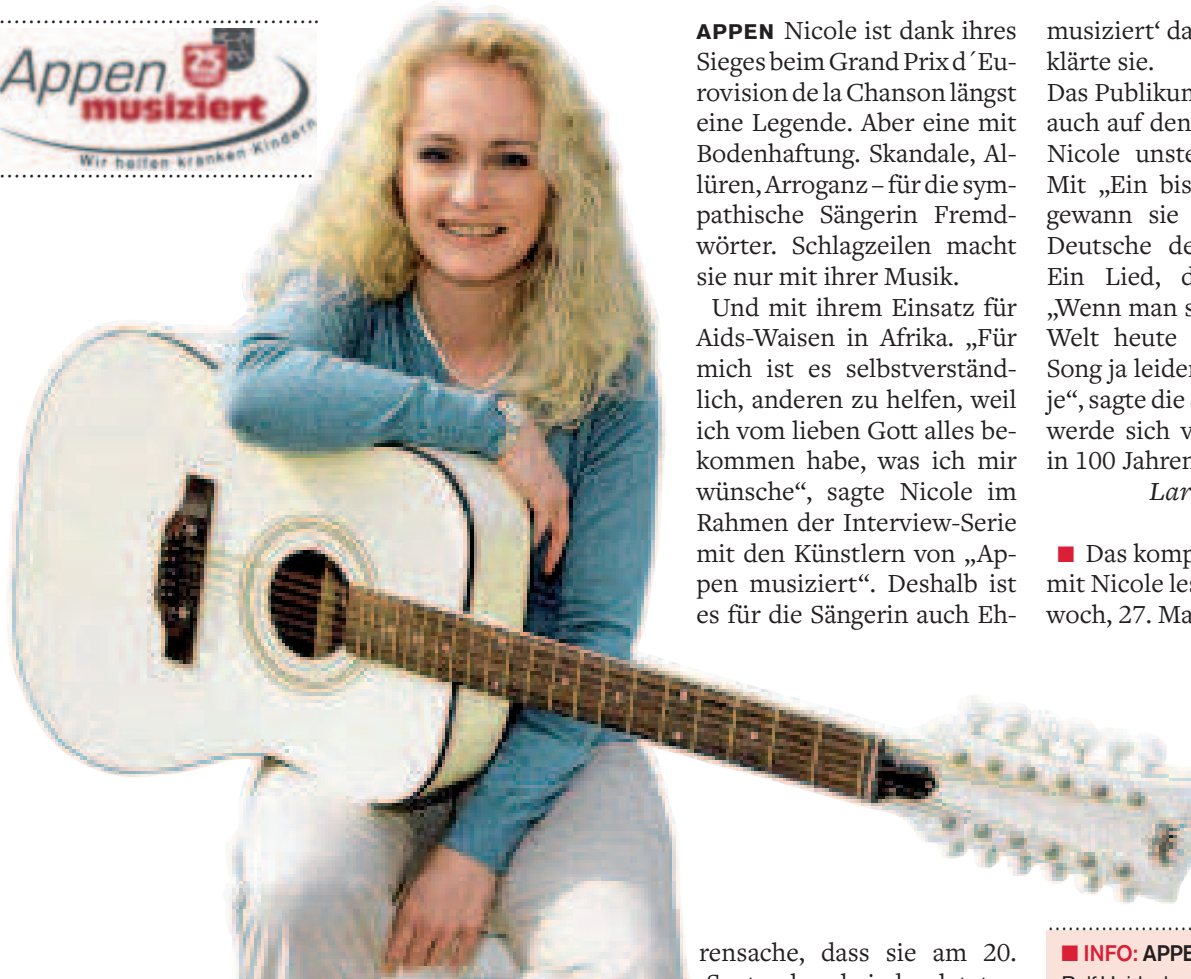 Appen
25
musiziert
Wir helfen kranken Kindern
APPEN Nicole ist dank ihres
Sieges beim Grand Prix d´Eu-
rovision de la Chanson längst
eine Legende. Aber eine mit
Bodenhaftung. Skandale, Al-
lüren, Arroganz – für die sym-
pathische Sängerin Fremd-
wörter. Schlagzeilen macht
sie nur mit ihrer Musik.
Und mit ihrem Einsatz für
Aids-Waisen in Afrika. „Für
mich ist es selbstverständ-
lich, anderen zu helfen, weil
ich vom lieben Gott alles be-
kommen habe, was ich mir
wünsche“, sagte Nicole im
Rahmen der Interview-Serie
mit den Künstlern von „Ap-
pen musiziert“. Deshalb ist
es für die Sängerin auch Eh-
rensache, dass sie am 20.
musiziert‘ da
klärte sie.
Das Publikum
auch auf den
Nicole unste
Mit „Ein bis
gewann sie
Deutsche de
Ein Lied, d
„Wenn man s
Welt heute
Song ja leider
je“, sagte die
werde sich v
in 100 Jahren
Lar
■ Das komp
mit Nicole les
woch, 27. Ma
■ INFO: APPE